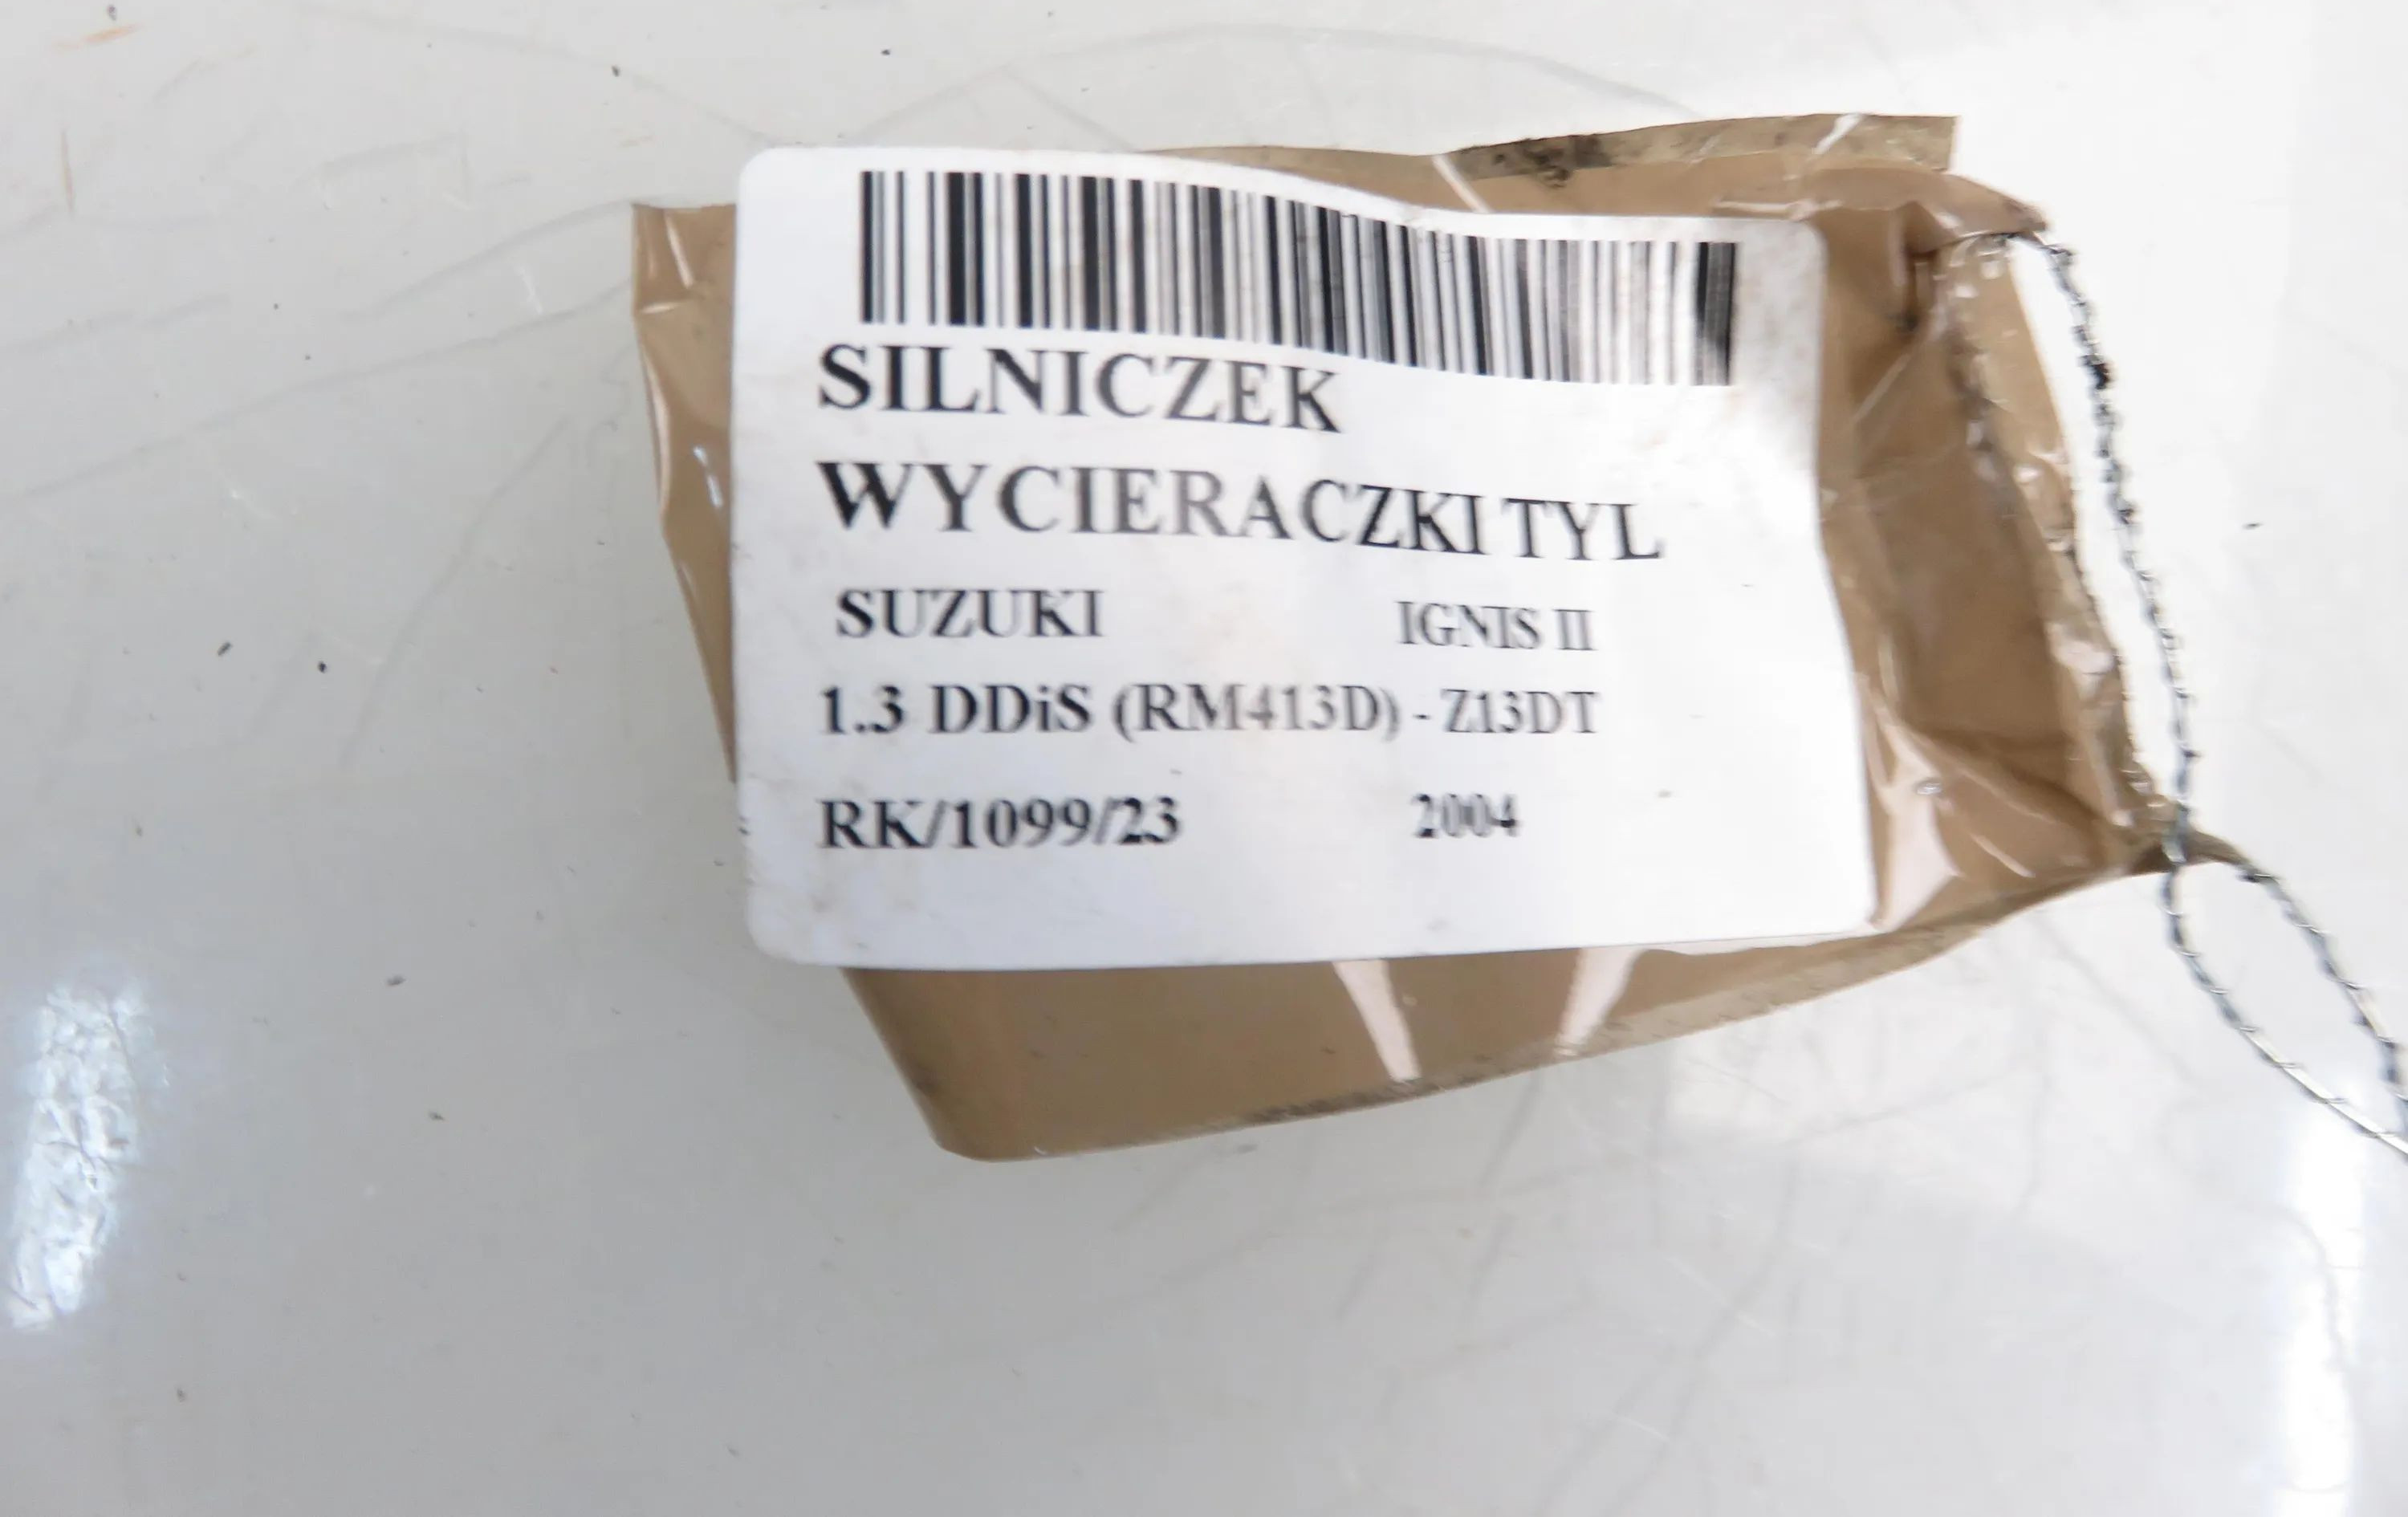 SILNICZEK
WYCIERACZKI TYL
SUZUKI IGNIS II
1.3 DDiS (RM413D) - Z13DT
RK/1099/23 2004